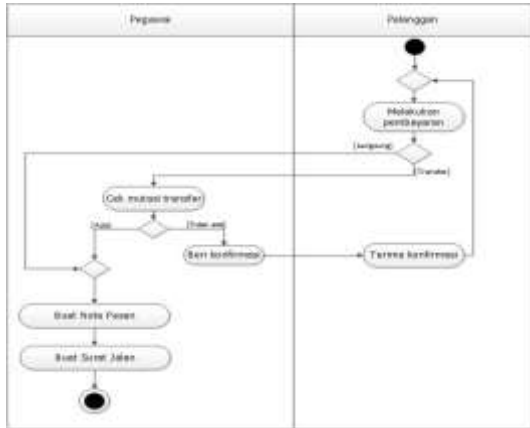 Pegawai
Pelanggan
Melakukan
pembayaran
[langsung]
[Transfer]
Cek mutasi transfer
[Ada]
[Tidak ada]
Beri konfirmasi
Terima konfirmasi
Buat Nota Pesan
Buat Surat Jalan